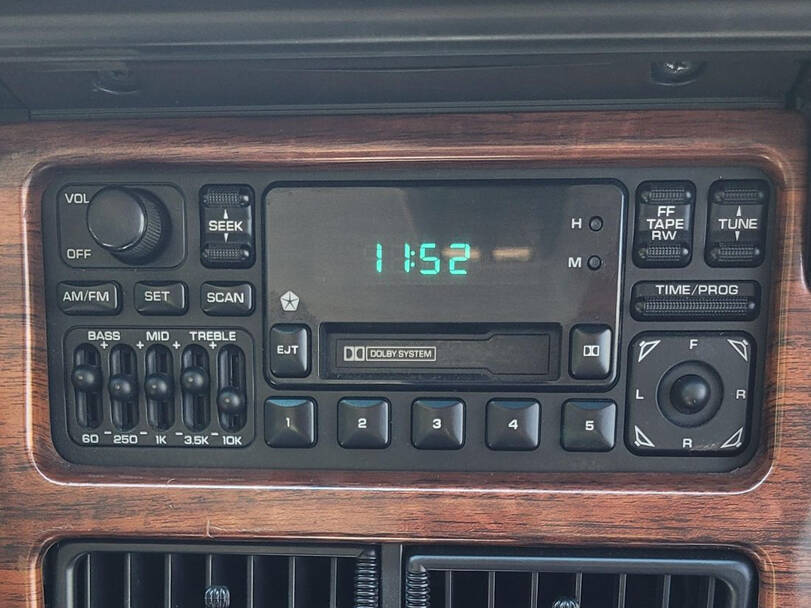 VOL
OFF
SEEK
AM/FM
SET
SCAN
BASS MID TREBLE
+ + + +
- - - -
60 250 1K 3.5K 10K
11:52
H
M
EJT
DOLBY SYSTEM
1 2 3 4 5
FF
TAPE
RW
TUNE
TIME/PROG
F
L R
R